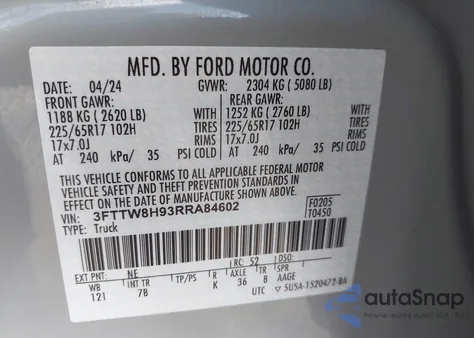 MFD. BY FORD MOTOR CO.
DATE: 04/24 GVWR: 2304 KG ( 5080 LB)
FRONT GAWR: REAR GAWR:
1188 KG ( 2620 LB) WITH 1252 KG ( 2760 LB) WITH
225/65R17 102H TIRES 225/65R17 102H TIRES
17x7.0J RIMS 17x7.0J RIMS
AT 240 kPa/ 35 PSI COLD AT 240 kPa/ 35 PSI COLD
THIS VEHICLE CONFORMS TO ALL APPLICABLE FEDERAL MOTOR
VEHICLE SAFETY AND BUMPER STANDARDS IN EFFECT ON THE DATE OF
MANUFACTURE SHOWN ABOVE.
VIN: 3FTTW8H93RRA84602 F0205
TYPE: Truck T0450
EXT PNT: NE RC: 52 DSO:
WB INT TR TP/PS R AXLE TR SPR
121 7B K 36 8 AAGE
UTC 5U5A-1520472-BA
autoSnap